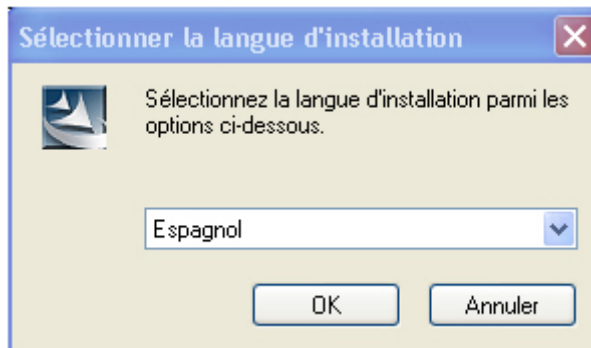 Sélectionner la langue d'installation
Sélectionnez la langue d'installation parmi les
options ci-dessous.
Espagnol
OK
Annuler